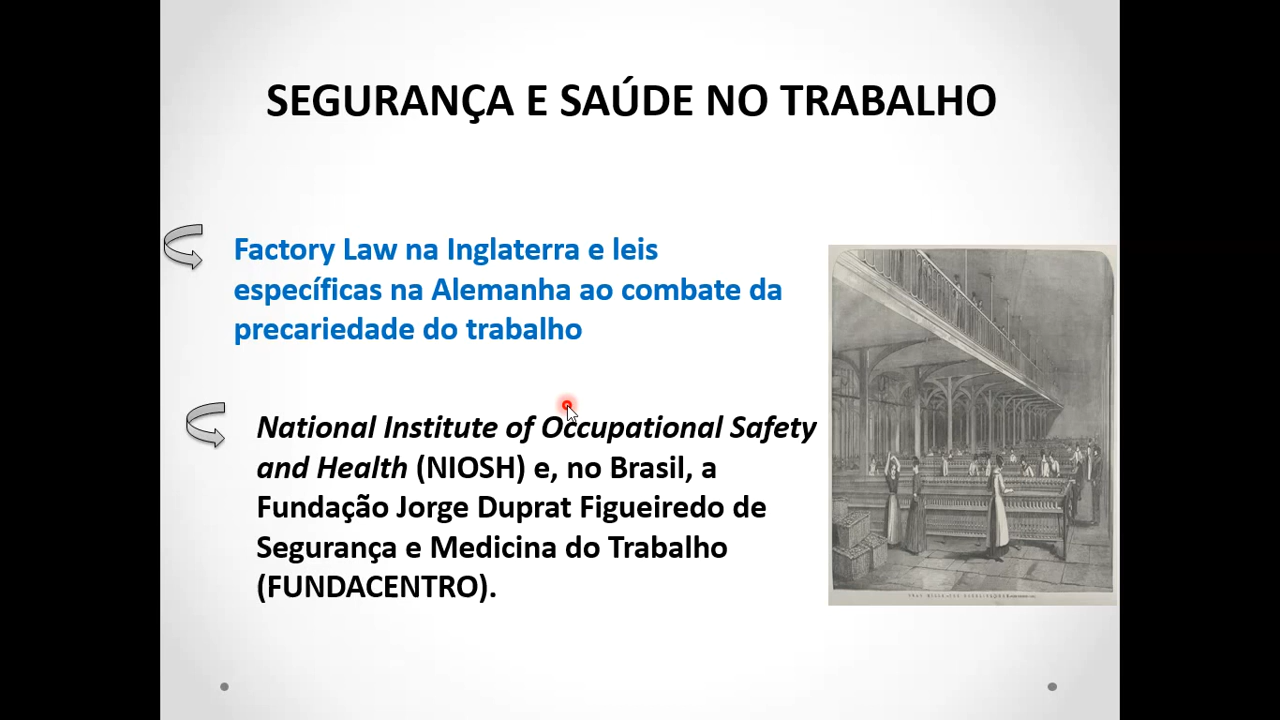 SEGURANÇA E SAÚDE NO TRABALHO
Factory Law na Inglaterra e leis
específicas na Alemanha ao combate da
precariedade do trabalho
National Institute of Occupational Safety
and Health (NIOSH) e, no Brasil, a
Fundação Jorge Duprat Figueiredo de
Segurança e Medicina do Trabalho
(FUNDACENTRO).